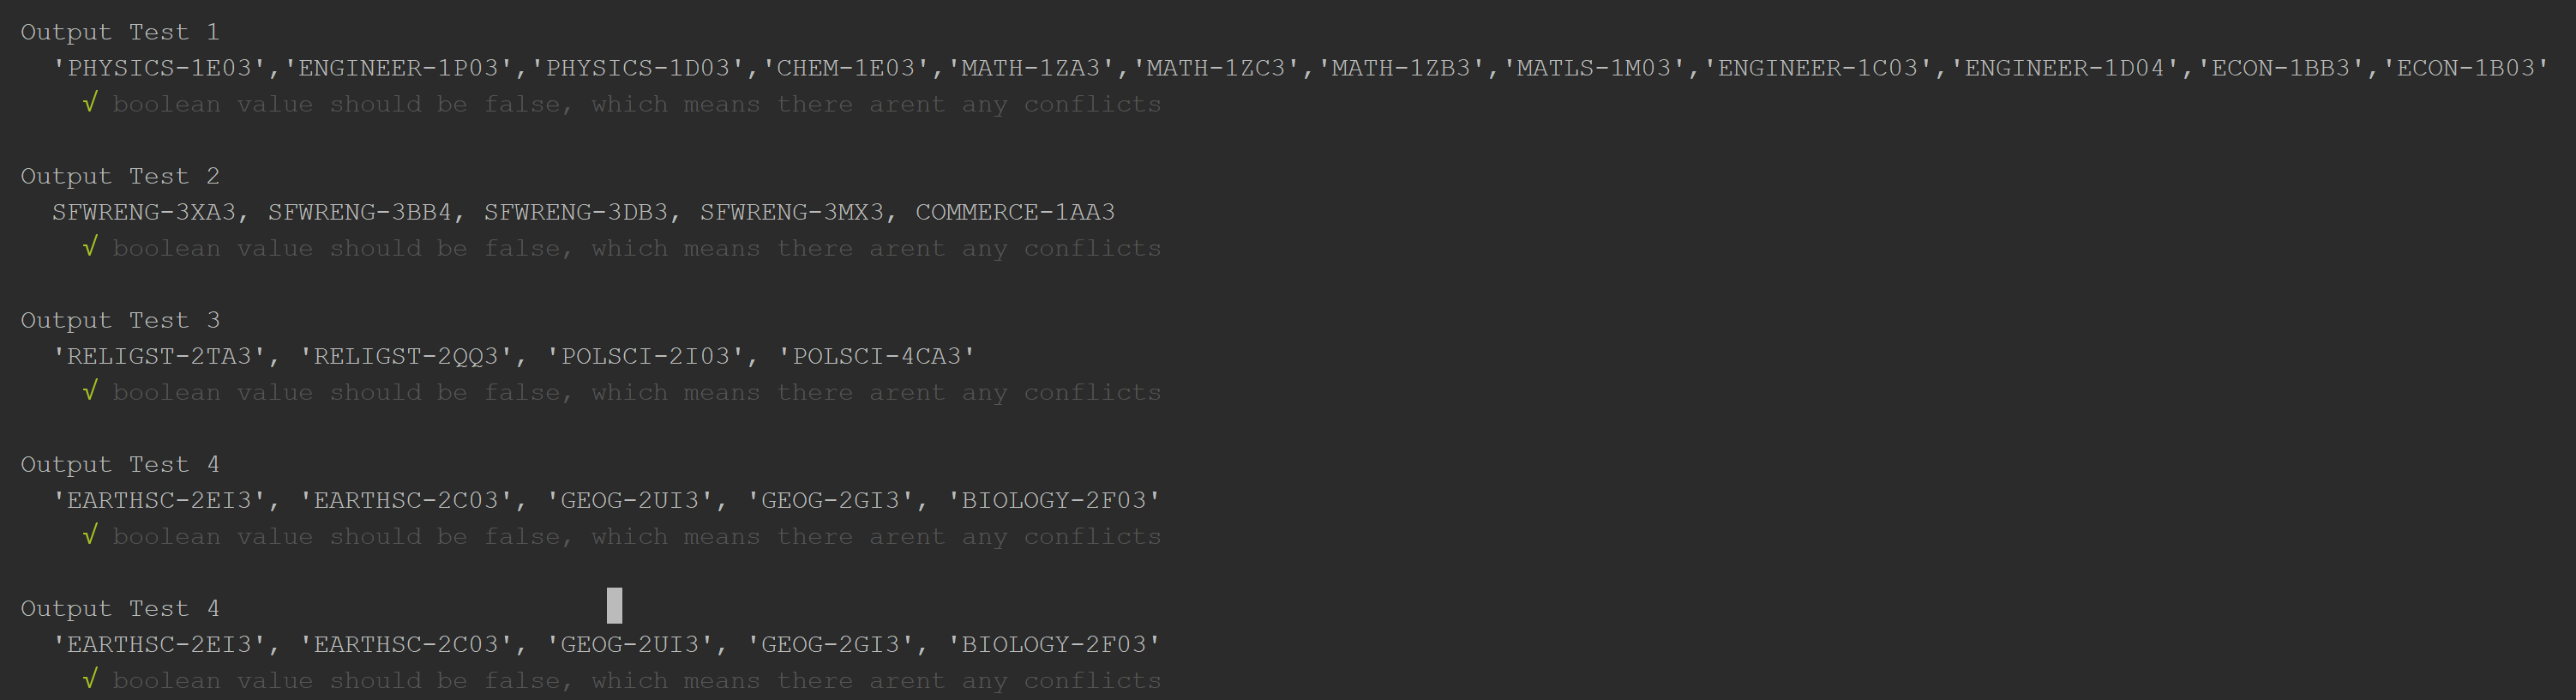 Output Test 1
'PHYSICS-1E03','ENGINEER-1P03','PHYSICS-1D03','CHEM-1E03','MATH-1ZA3','MATH-1ZC3','MATH-1ZB3','MATLS-1M03','ENGINEER-1C03','ENGINEER-1D04','ECON-1BB3','ECON-1B03'
√ boolean value should be false, which means there arent any conflicts
Output Test 2
SFWRENG-3XA3, SFWRENG-3BB4, SFWRENG-3DB3, SFWRENG-3MX3, COMMERCE-1AA3
√ boolean value should be false, which means there arent any conflicts
Output Test 3
'RELIGST-2TA3', 'RELIGST-2QQ3', 'POLSCI-2I03', 'POLSCI-4CA3'
√ boolean value should be false, which means there arent any conflicts
Output Test 4
'EARTHSC-2EI3', 'EARTHSC-2C03', 'GEOG-2UI3', 'GEOG-2GI3', 'BIOLOGY-2F03'
√ boolean value should be false, which means there arent any conflicts
Output Test 4
'EARTHSC-2EI3', 'EARTHSC-2C03', 'GEOG-2UI3', 'GEOG-2GI3', 'BIOLOGY-2F03'
√ boolean value should be false, which means there arent any conflicts